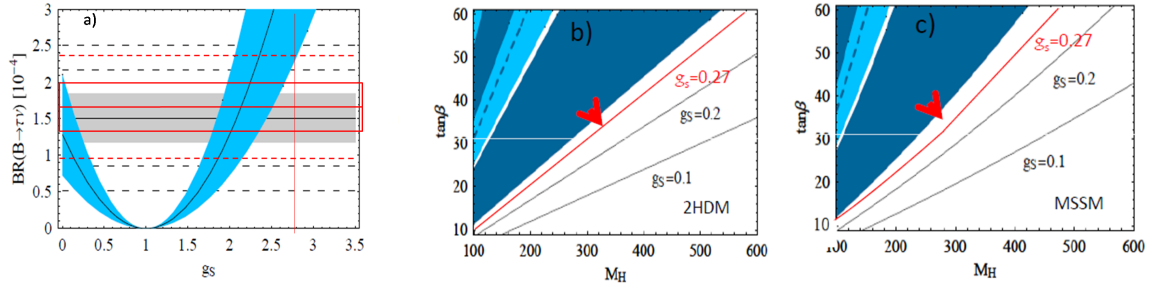 a)
BR(B→τν) [10⁻⁴]
3
2.5
2
1.5
1
0.5
0
0 0.5 1 1.5 2 2.5 3 3.5
gS
b)
tanβ
60
50
40
30
20
10
gs=0.27
gS=0.2
gS=0.1
2HDM
100 200 300 400 500 600
MH
c)
tanβ
60
50
40
30
20
10
gs=0.27
gS=0.2
gS=0.1
MSSM
100 200 300 400 500 600
MH